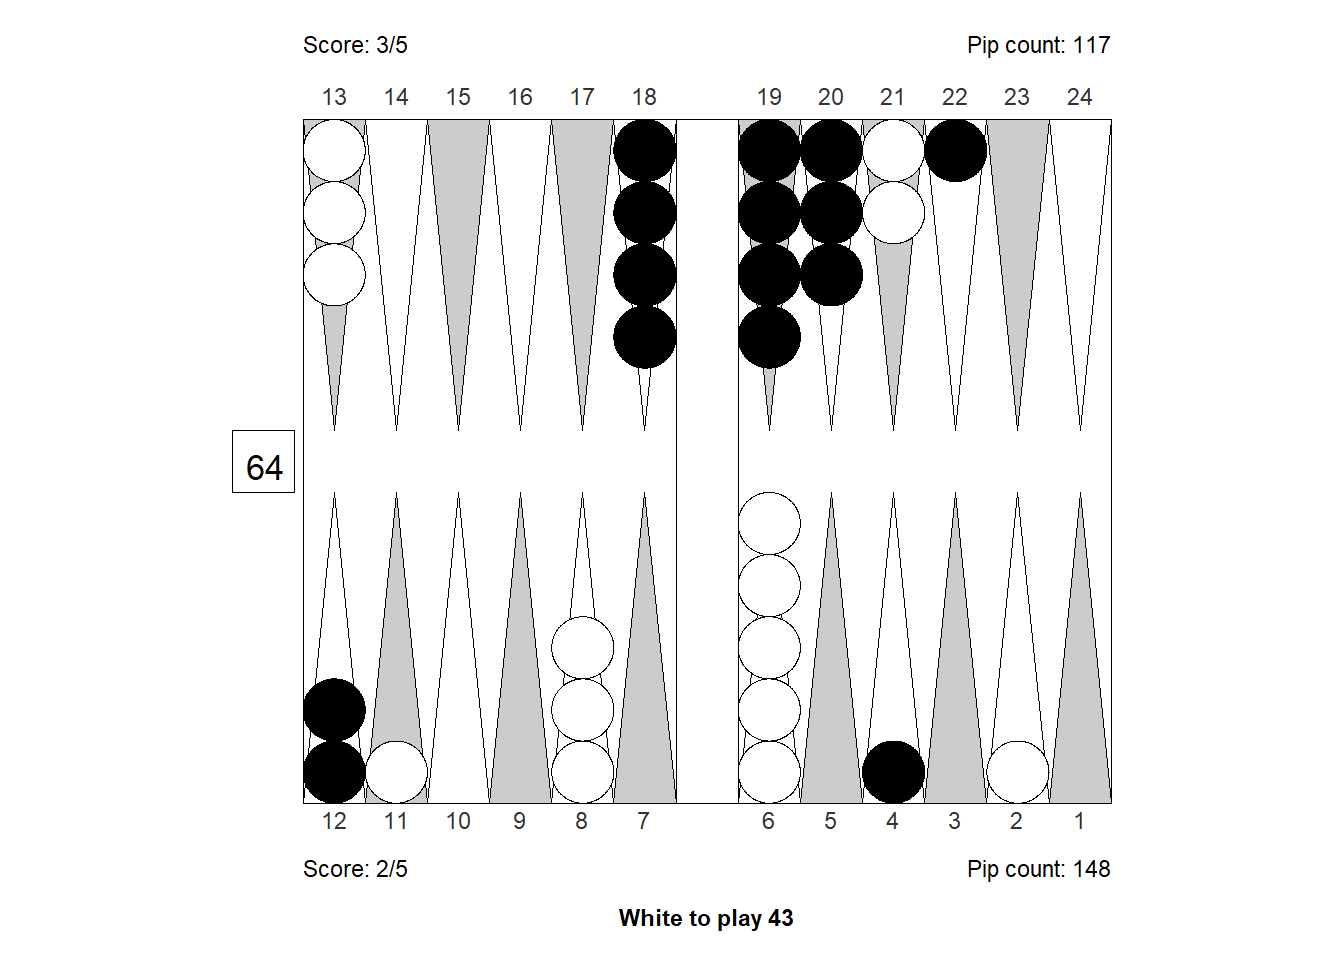 Score: 3/5 Pip count: 117
13 14 15 16 17 18 19 20 21 22 23 24
64
12 11 10 9 8 7 6 5 4 3 2 1
Score: 2/5 Pip count: 148
White to play 43